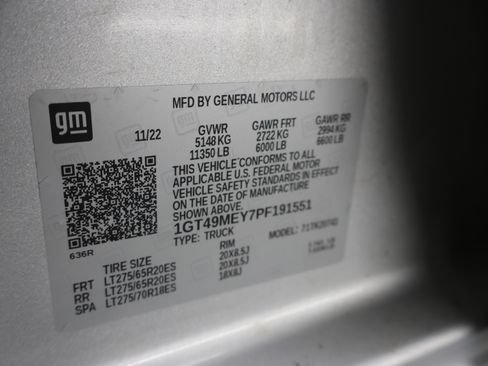 gm
MFD BY GENERAL MOTORS LLC
11/22 GVWR GAWR FRT GAWR RR
5148 KG 2722 KG 2994 KG
11350 LB 6000 LB 6600 LB
THIS VEHICLE CONFORMS TO ALL
APPLICABLE U.S. FEDERAL MOTOR
VEHICLE SAFETY STANDARDS IN EFFECT
ON THE DATE OF MANUFACTURE
SHOWN ABOVE.
1GT49MEY7PF191551
TYPE: TRUCK MODEL:
636R
TIRE SIZE RIM
FRT LT275/65R20ES 20X8.5J
RR LT275/65R20ES 20X8.5J
SPA LT275/70R18ES 18X8J